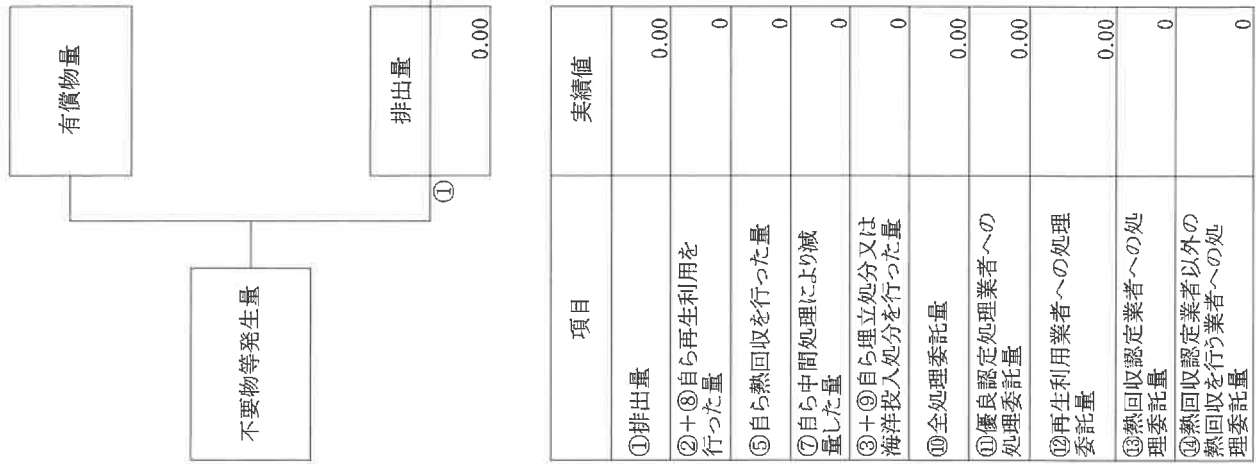 有償物量
不要物等発生量
排出量
①
0.00
項目
実績値
①排出量
0.00
②+⑧自ら再生利用を
行った量
0
⑤自ら熱回収を行った量
0
⑦自ら中間処理により減
量した量
0
③+⑨自ら埋立処分又は
海洋投入処分を行った量
0
⑩全処理委託量
0.00
⑪優良認定処理業者への
処理委託量
0.00
⑫再生利用業者への処理
委託量
0.00
⑬熱回収認定業者への処
理委託量
0
⑭熱回収認定業者以外の
熱回収を行う業者への処
理委託量
0